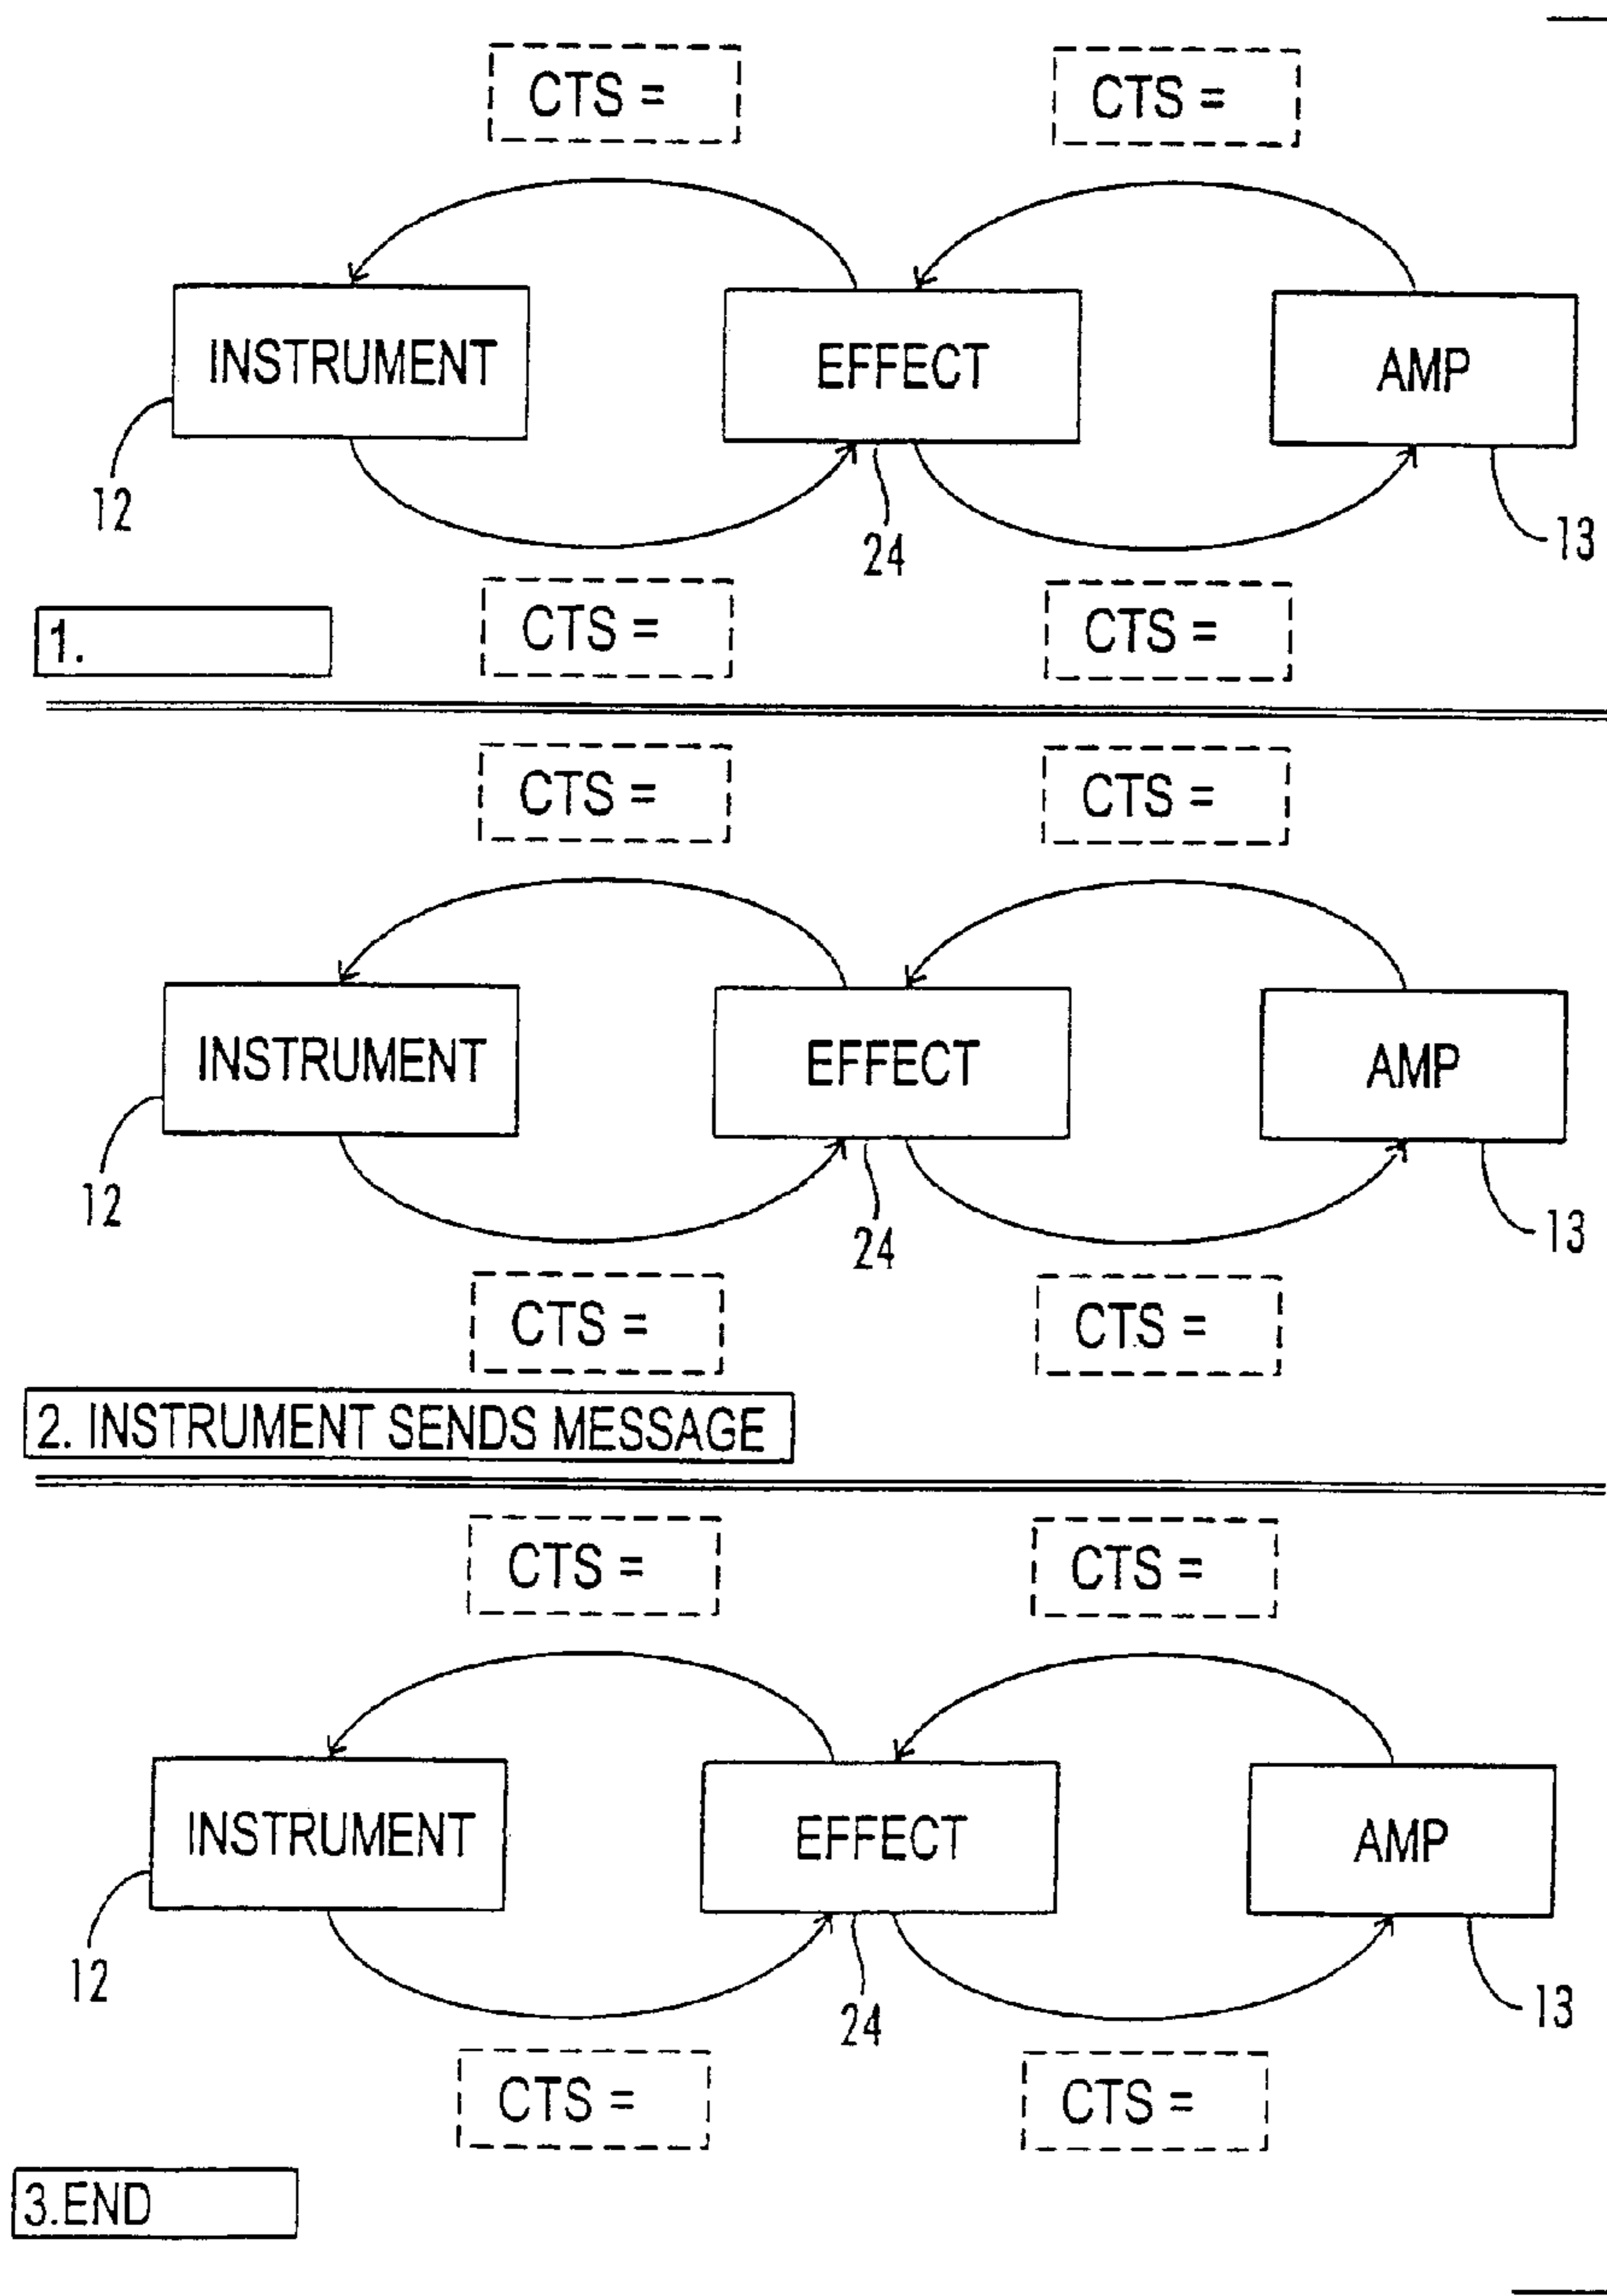 CTS = CTS =
INSTRUMENT EFFECT AMP
12 24 13
CTS = CTS =
1.
CTS = CTS =
INSTRUMENT EFFECT AMP
12 24 13
CTS = CTS =
2. INSTRUMENT SENDS MESSAGE
CTS = CTS =
INSTRUMENT EFFECT AMP
12 24 13
CTS = CTS =
3.END